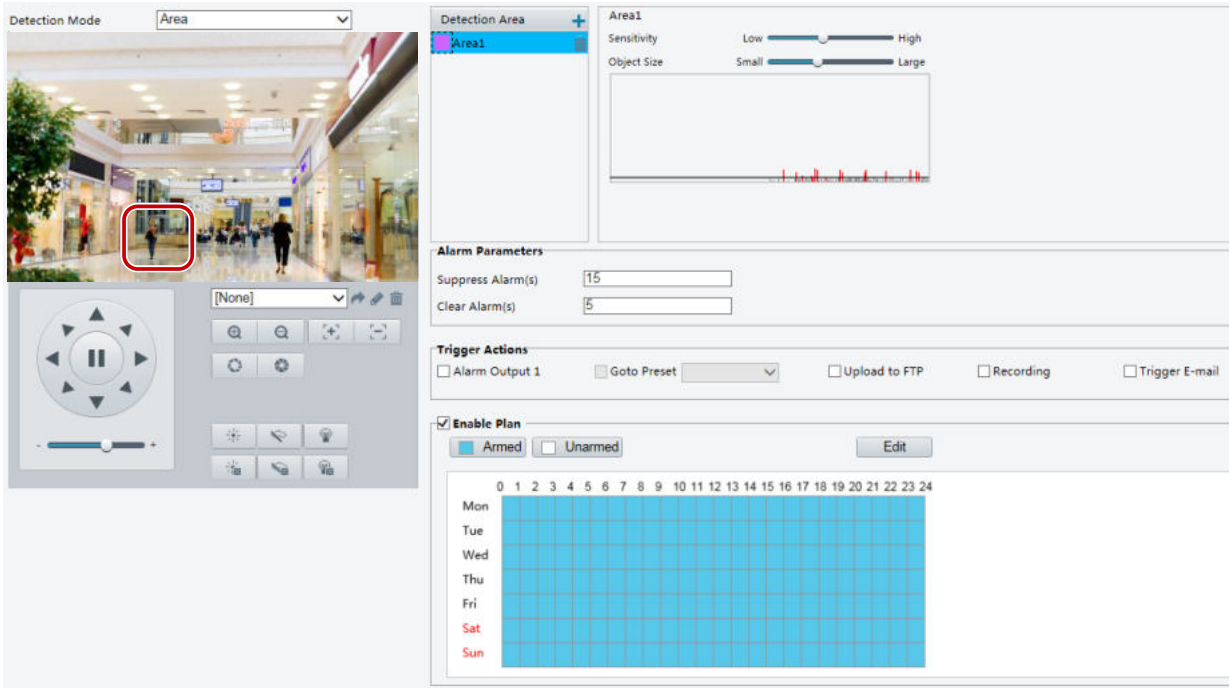 Detection Mode Area
Detection Area
Area1
Area1
Sensitivity Low High
Object Size Small Large
Alarm Parameters
Suppress Alarm(s) 15
Clear Alarm(s) 5
[None]
- +
Trigger Actions
Alarm Output 1 Goto Preset Upload to FTP Recording Trigger E-mail
Enable Plan
Armed Unarmed Edit
0 1 2 3 4 5 6 7 8 9 10 11 12 13 14 15 16 17 18 19 20 21 22 23 24
Mon
Tue
Wed
Thu
Fri
Sat
Sun